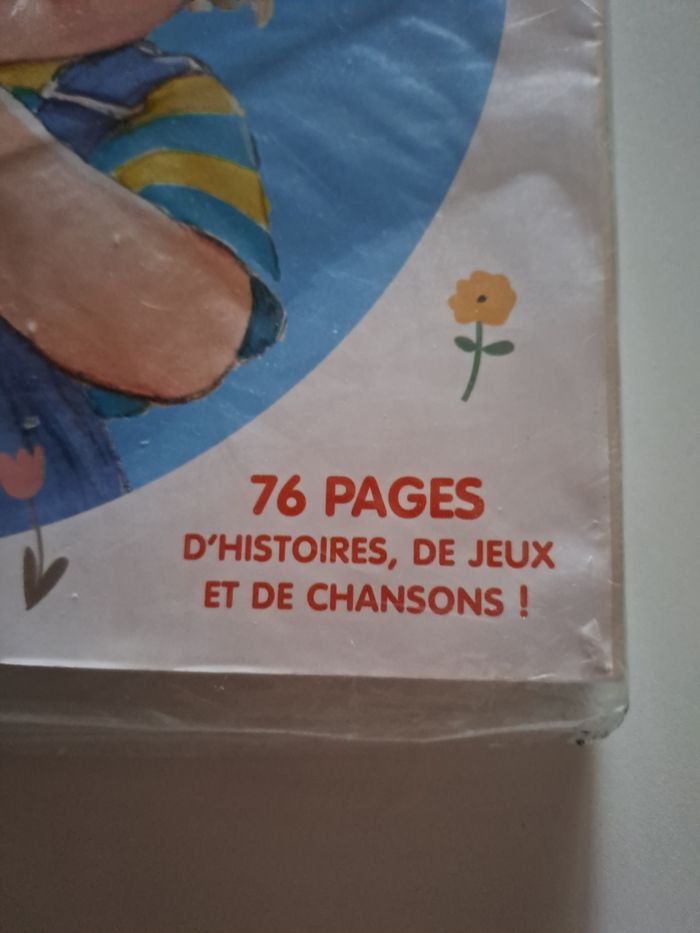 76 PAGES
D'HISTOIRES, DE JEUX
ET DE CHANSONS !